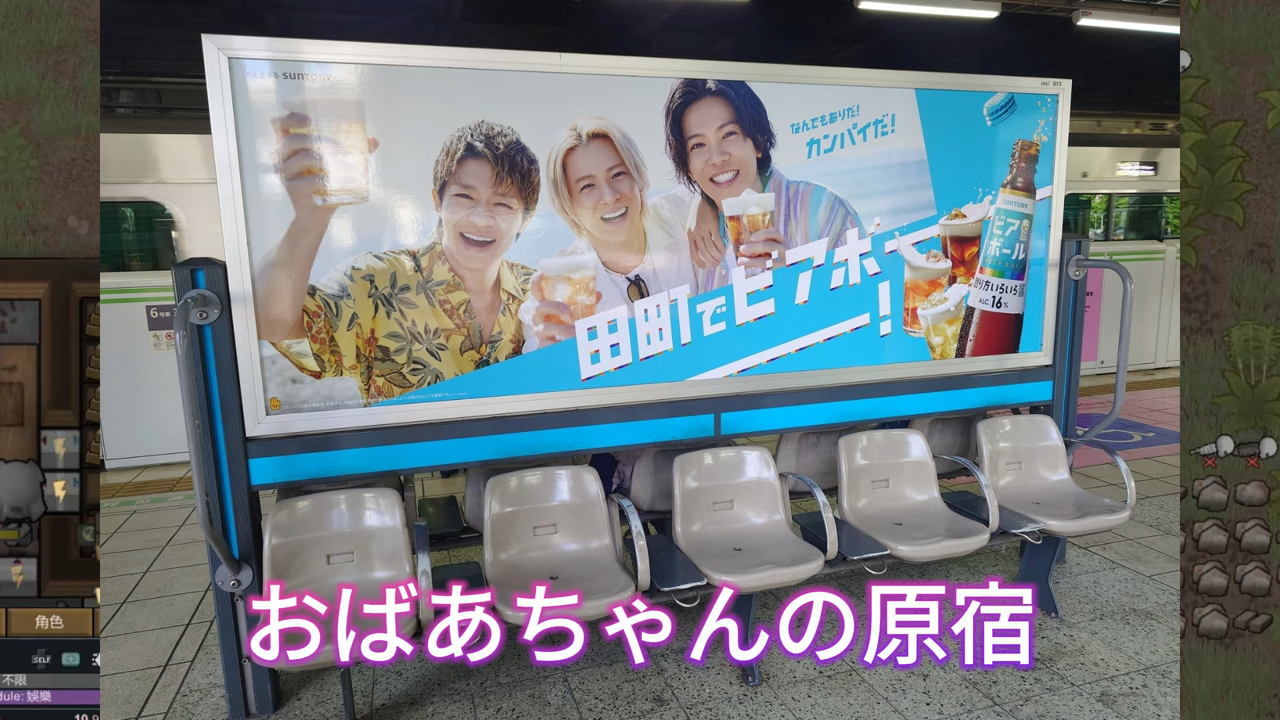 SUNTORY
なんでもありだ!
カンパイだ!
田町でビアボー!
SUNTORY
ビア
ボール
割り方いろいろ
ALC.16%
6号車
おばあちゃんの原宿
角色
SELF
不限
dule: 娛樂